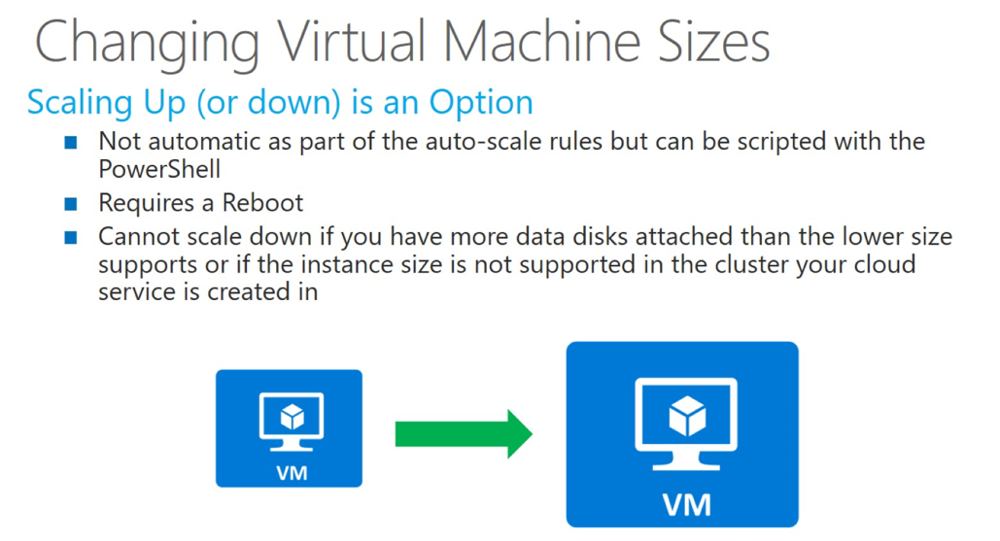 Changing Virtual Machine Sizes
Scaling Up (or down) is an Option
Not automatic as part of the auto-scale rules but can be scripted with the
PowerShell
Requires a Reboot
Cannot scale down if you have more data disks attached than the lower size
supports or if the instance size is not supported in the cluster your cloud
service is created in
VM
VM